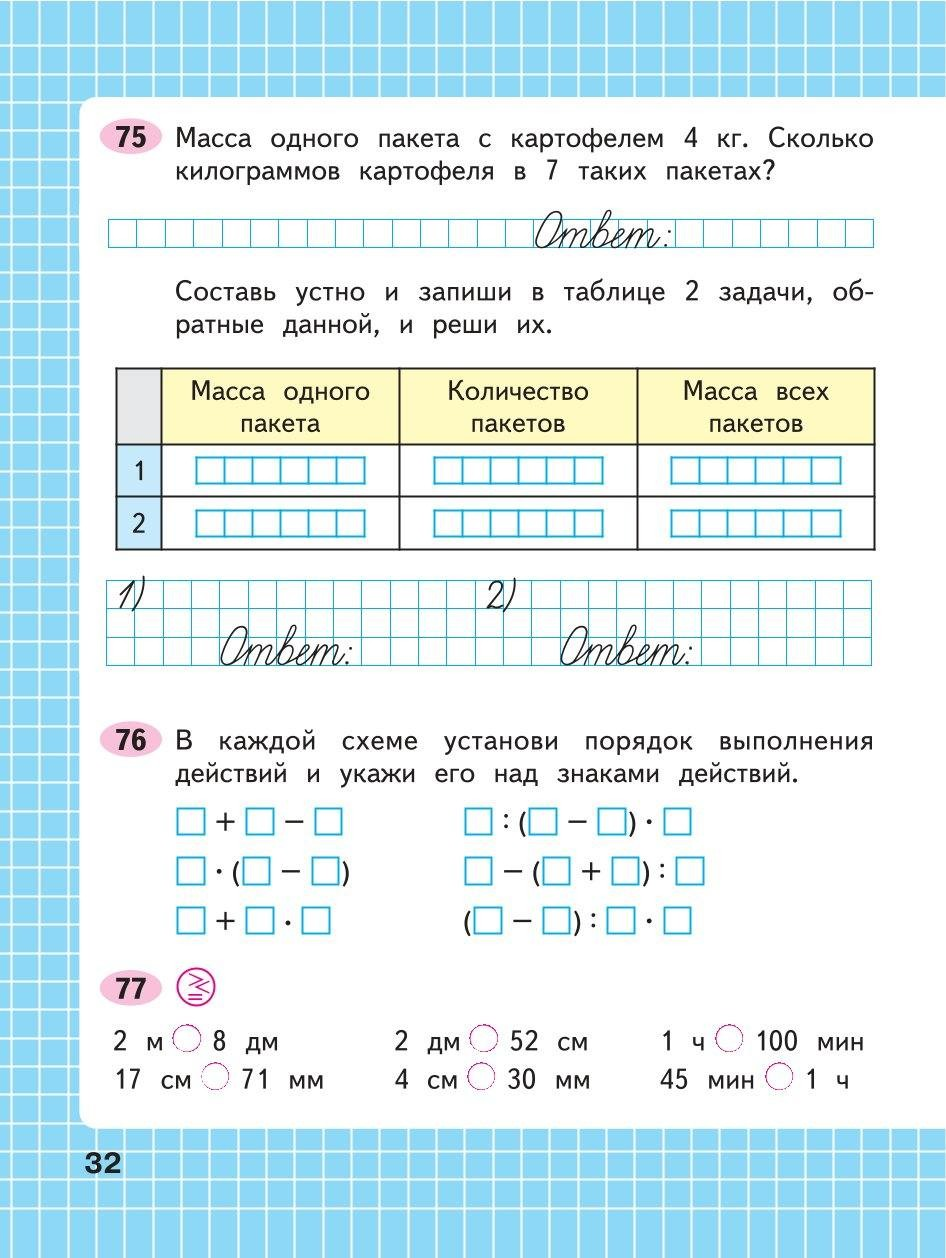 75 Масса одного пакета с картофелем 4 кг. Сколько
килограммов картофеля в 7 таких пакетах?
Ответ:
Составь устно и запиши в таблице 2 задачи, об-
ратные данной, и реши их.
Масса одного пакета Количество пакетов Масса всех пакетов
1
2
1) 2)
Ответ: Ответ:
76 В каждой схеме установи порядок выполнения
действий и укажи его над знаками действий.
□ + □ − □ □ : (□ − □) · □
□ · (□ − □) □ − (□ + □) : □
□ + □ · □ (□ − □) : □ · □
77
2 м ○ 8 дм 2 дм ○ 52 см 1 ч ○ 100 мин
17 см ○ 71 мм 4 см ○ 30 мм 45 мин ○ 1 ч
32